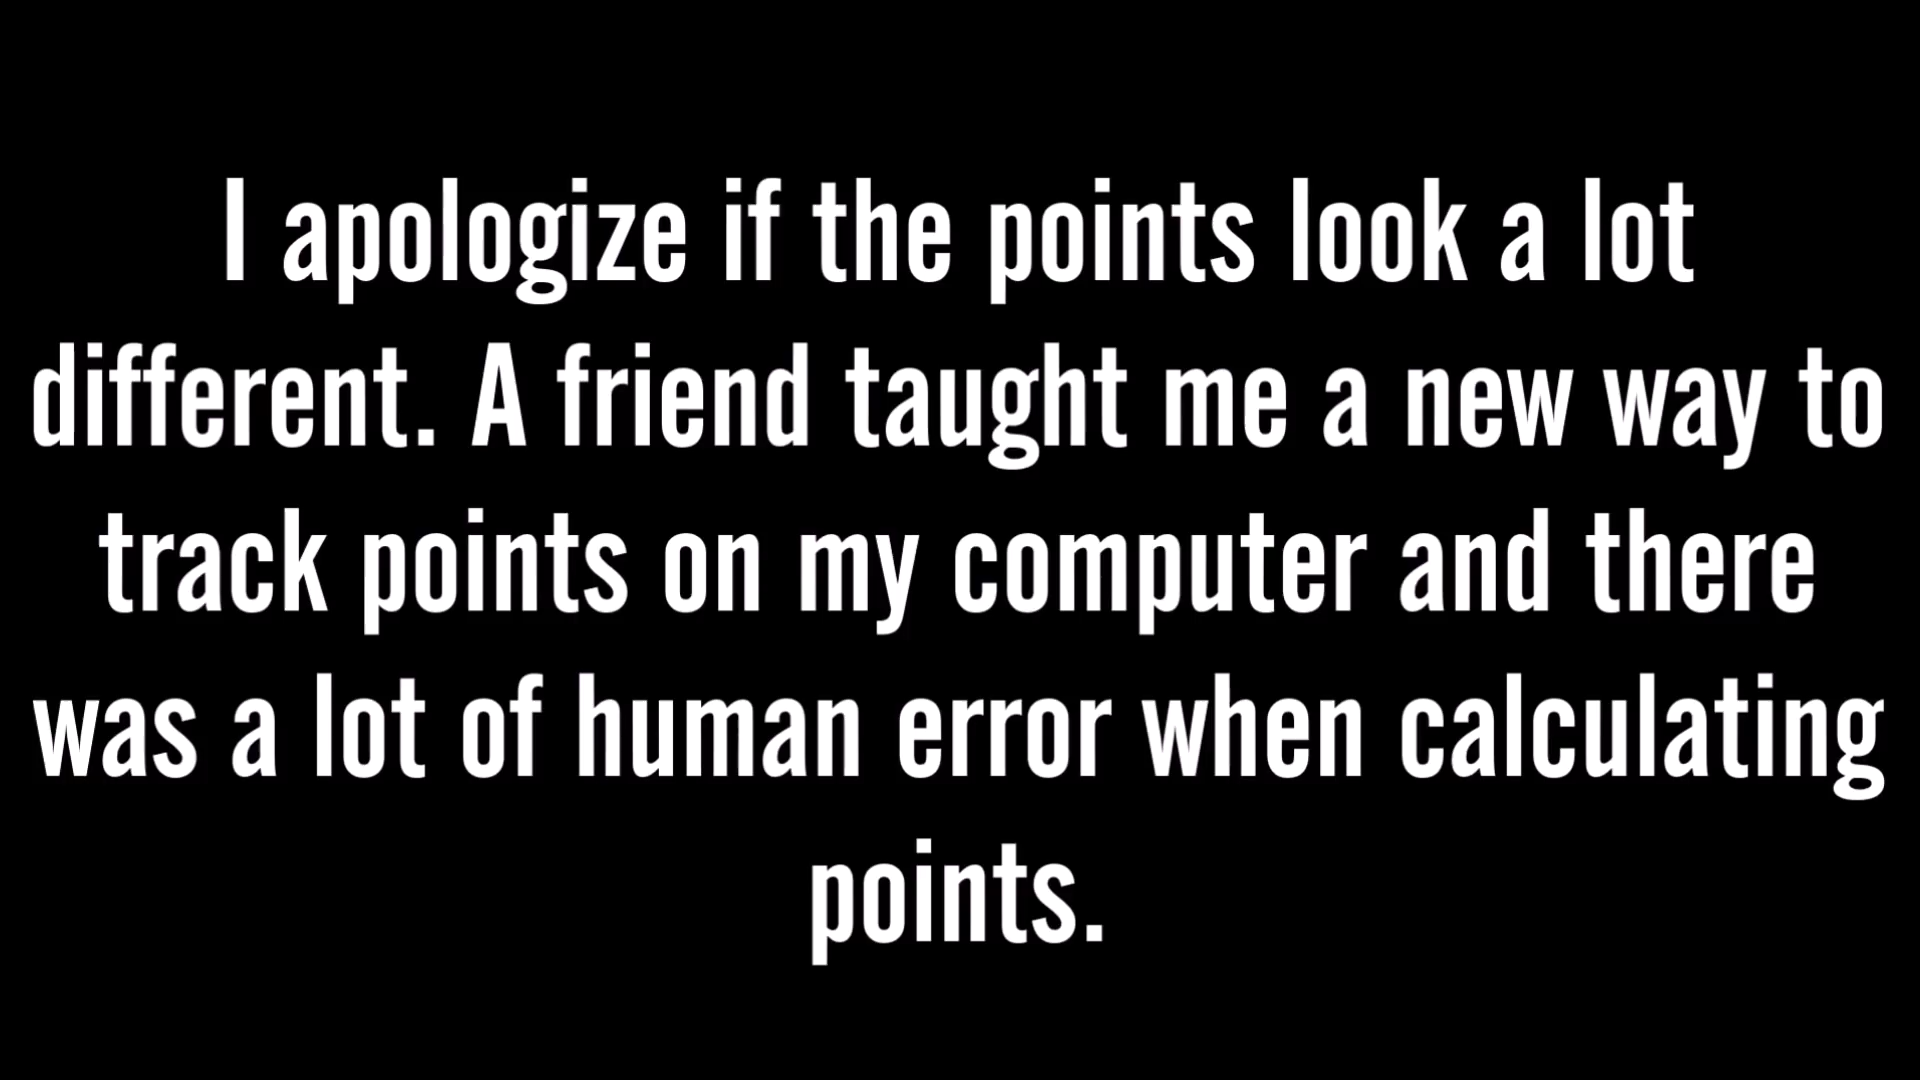 I apologize if the points look a lot
different. A friend taught me a new way to
track points on my computer and there
was a lot of human error when calculating
points.